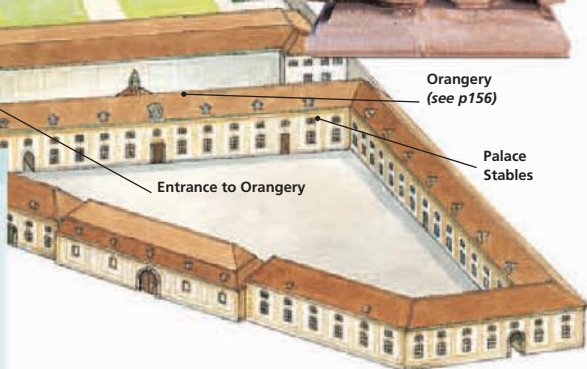 Orangery
(see p156)
Palace
Stables
Entrance to Orangery